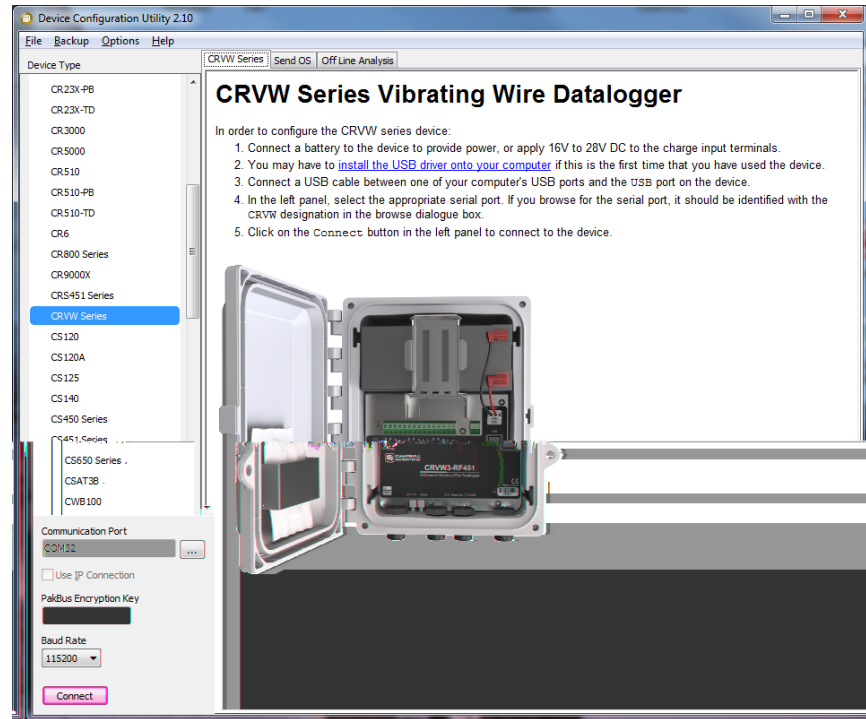 Device Configuration Utility 2.10
File Backup Options Help
Device Type
CR23X-PB
CR23X-TD
CR3000
CR5000
CR510
CR510-PB
CR510-TD
CR6
CR800 Series
CR9000X
CRS451 Series
CRVW Series
CS120
CS120A
CS125
CS140
CS450 Series
CS451 Series
CS650 Series
CSAT3B
CWB100
Communication Port
COM52
...
Use IP Connection
PakBus Encryption Key
Baud Rate
115200
Connect
CRVW Series Send OS Off Line Analysis
CRVW Series Vibrating Wire Datalogger
In order to configure the CRVW series device:
1. Connect a battery to the device to provide power, or apply 16V to 28V DC to the charge input terminals.
2. You may have to install the USB driver onto your computer if this is the first time that you have used the device.
3. Connect a USB cable between one of your computer's USB ports and the USB port on the device.
4. In the left panel, select the appropriate serial port. If you browse for the serial port, it should be identified with the
CRVW designation in the browse dialogue box.
5. Click on the Connect button in the left panel to connect to the device.
CRVW3-RF451